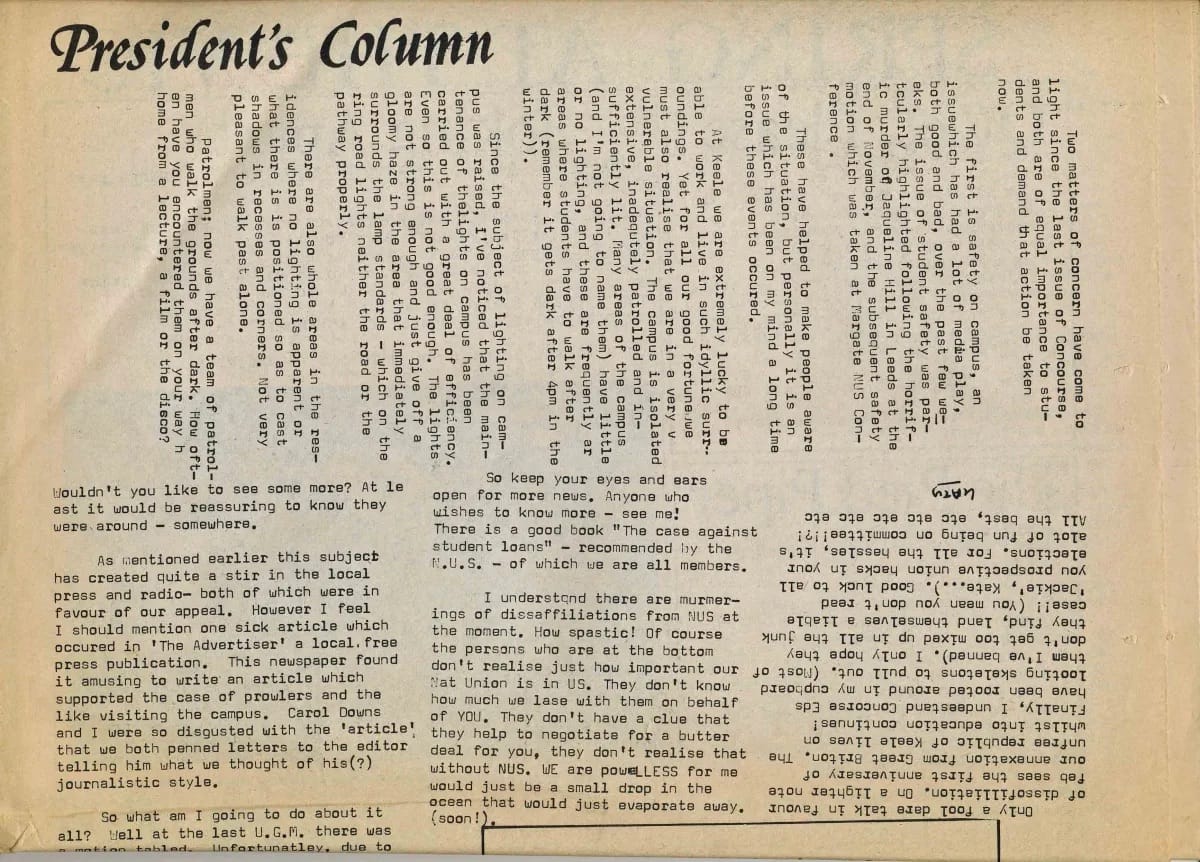 President's Column
Two matters of concern have come to
light since the last issue of Concourse,
and both are of equal importance to stu-
dents and demand that action be taken
now.
The first is safety on campus, an
issuewhich has had a lot of media play,
both good and bad, over the past few we-
eks. The issue of student safety was par-
tcularly highlighted following the horrif-
ic murder of Jaqueline Hill in Leeds at the
end of November, and the subsequent safety
motion which was taken at Margate NUS Con-
ference .
These have helped to make people aware
of the situation, but personally it is an
issue which has been on my mind a long time
before these events occured.
At Keele we are extremely lucky to be
able to work and live in such idyllic surr-
oundings. Yet for all our good fortune,we
must also realise that we are in a very v
vulnerable situation. The campus is isolated
extensive, inadqutely patrolled and in-
sufficiently lit. Many areas of the campus
(and I'm not going to name them) have little
or no lighting, and these are frequently ar
areas where students have to walk after
dark (remember it gets dark after 4pm in the
winter)).
Since the subject of lighting on cam-
pus was raised, I've noticed that the main-
tenance of thelights on campus has been
carried out with a great deal of efficiency.
Even so this is not good enough. The lights
are not strong enough and just give off a
gloomy haze in the area that immediately
surrounds the lamp standards - which on the
ring road lights neither the road or the
pathway properly.
There are also whole areas in the res-
idences where no lighting is apparent or
what there is is positioned so as to cast
shadows in recesses and corners. Not very
pleasant to walk past alone.
Patrolmen; now we have a team of patrol-
men who walk the grounds after dark. How oft-
en have you encountered them on your way h
home from a lecture, a film or the disco?
Wouldn't you like to see some more? At le
ast it would be reassuring to know they
were around - somewhere.
As mentioned earlier this subject
has created quite a stir in the local
press and radio- both of which were in
favour of our appeal. However I feel
I should mention one sick article which
occured in 'The Advertiser' a local.free
press publication. This newspaper found
it amusing to write an article which
supported the case of prowlers and the
like visiting the campus. Carol Downs
and I were so disgusted with the 'article',
that we both penned letters to the editor
telling him what we thought of his(?)
journalistic style.
So what am I going to do about it
all? Well at the last U.G.M. there was
a motion tabled. Unfortunatley, due to
So keep your eyes and ears
open for more news. Anyone who
wishes to know more - see me!
There is a good book "The case against
student loans" - recommended by the
N.U.S. - of which we are all members.
I understand there are murmer-
ings of dissaffiliations from NUS at
the moment. How spastic! Of course
the persons who are at the bottom
don't realise just how important our
Nat Union is in US. They don't know
how much we lase with them on behalf
of YOU. They don't have a clue that
they help to negotiate for a butter
deal for you, they don't realise that
without NUS. WE are poweLLESS for me
would just be a small drop in the
ocean that would just evaporate away.
(soon!).
Only a fool dare talk in favour
of dissofilliation. On a lighter note
feb sees the first anniversary of
our annexation from Great Briton. The
unfree republic of Keele lives on
whilst into education continues!
Finally, I undeestand Concorse Eds
have been rooted around in my cupboard
looting skeletons to pull out. (Most of
them I've banned). I only hope they
don't get too mixed up in all the junk
they find, land themselves a liable
case!! (You mean you don't read
'Jackie', Kate...). Good luck to all
you prospective union hacks in your
elections. For all the hessles, it's
alot of fun being on committee!!?!
All the best, etc etc etc etc etc
KATY